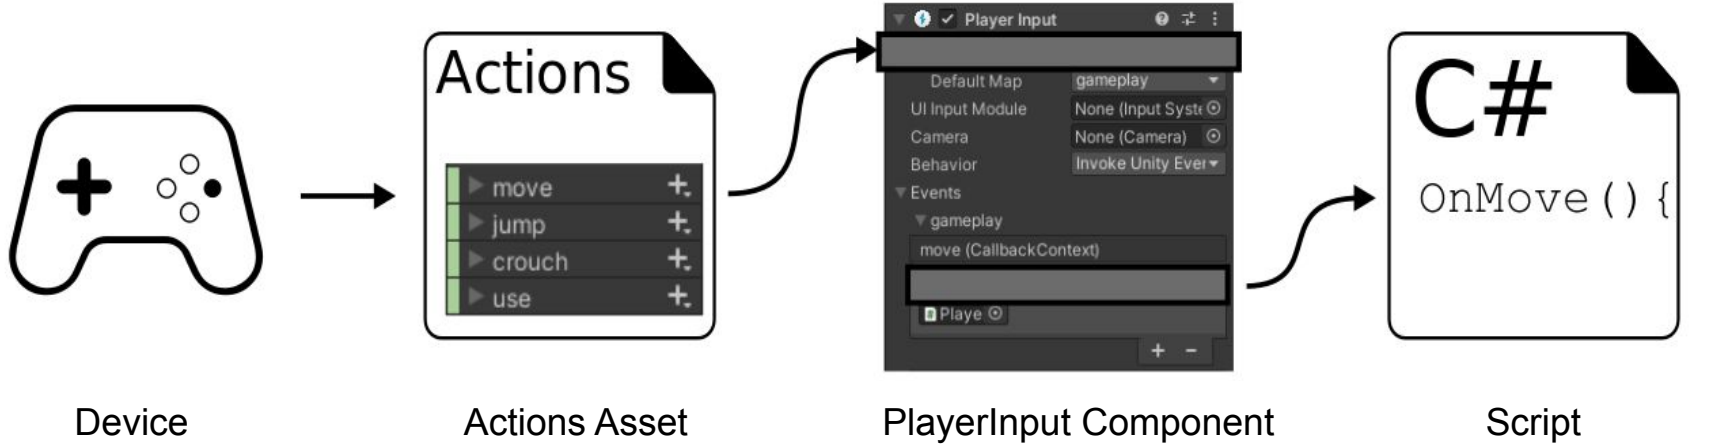 Actions
move
jump
crouch
use
Player Input
Default Map gameplay
UI Input Module None (Input Syste
Camera None (Camera)
Behavior Invoke Unity Ever
Events
gameplay
move (CallbackContext)
Playe
C#
OnMove(){
Device
Actions Asset
PlayerInput Component
Script